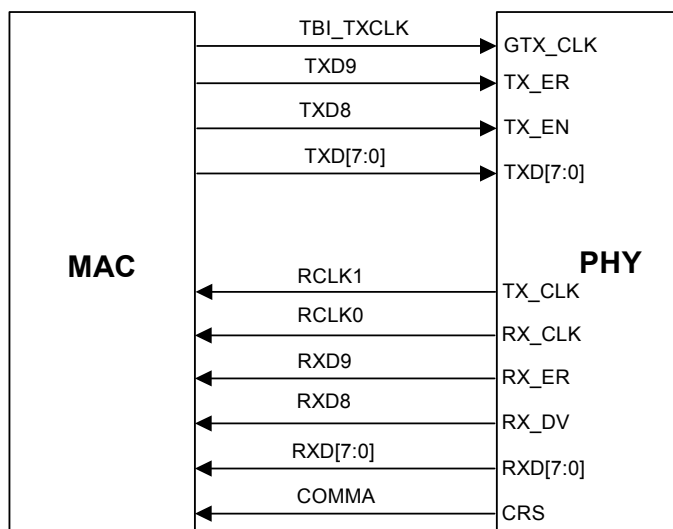 TBI_TXCLK
GTX_CLK
TXD9
TX_ER
TXD8
TX_EN
TXD[7:0]
TXD[7:0]
MAC
PHY
RCLK1
TX_CLK
RCLK0
RX_CLK
RXD9
RX_ER
RXD8
RX_DV
RXD[7:0]
RXD[7:0]
COMMA
CRS